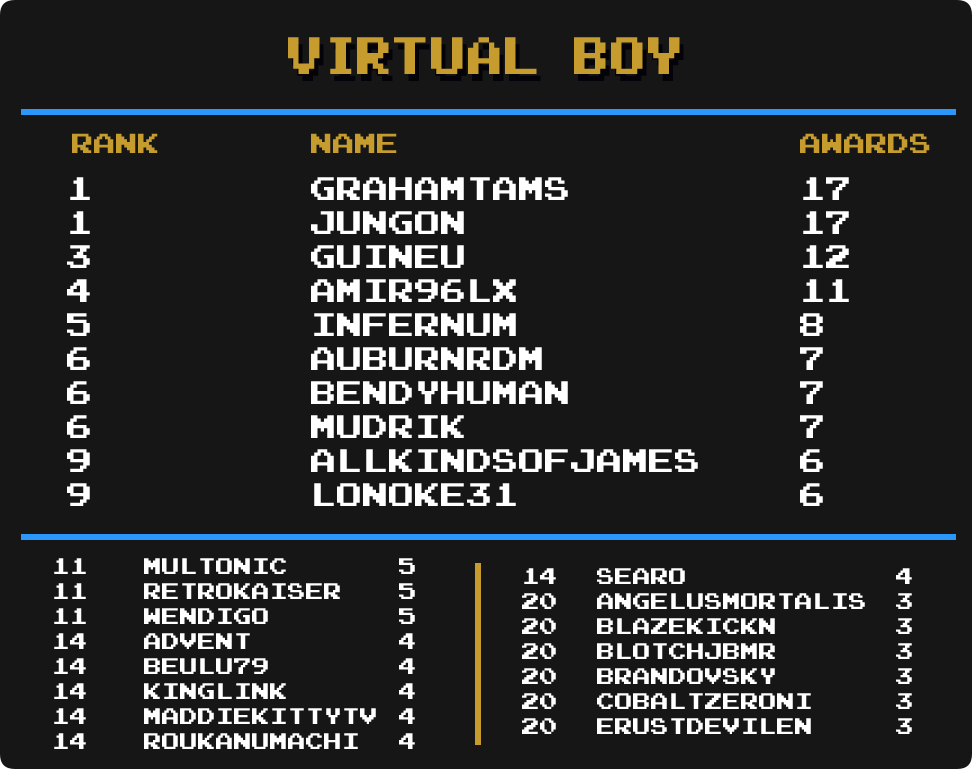 VIRTUAL BOY
RANK NAME AWARDS
1 GRAHAMTAMS 17
1 JUNGON 17
3 GUINEU 12
4 AMIR96LX 11
5 INFERNUM 8
6 AUBURNRDM 7
6 BENDYHUMAN 7
6 MUDRIK 7
9 ALLKINDSOFJAMES 6
9 LONOKE31 6
11 MULTONIC 5
11 RETROKAISER 5
11 WENDIGO 5
14 ADVENT 4
14 BEULU79 4
14 KINGLINK 4
14 MADDIEKITTYTV 4
14 ROUKANUMACHI 4
14 SEARO 4
20 ANGELUSMORTALIS 3
20 BLAZEKICKN 3
20 BLOTCHJBMR 3
20 BRANDOVSKY 3
20 COBALTZERONI 3
20 ERUSTDEVILEN 3